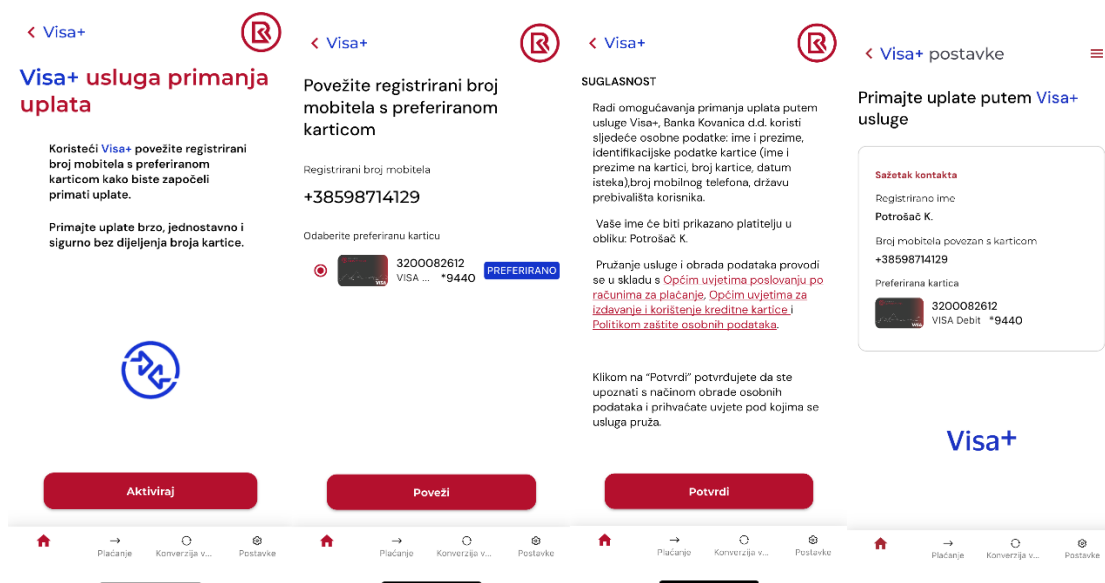 Visa+
Visa+ usluga primanja
uplata
Koristeći Visa+ povežite registrirani
broj mobitela s preferiranom
karticom kako biste započeli
primati uplate.
Primajte uplate brzo, jednostavno i
sigurno bez dijeljenja broja kartice.
Aktiviraj
Plaćanje
Konverzija v...
Postavke
Visa+
Povežite registrirani broj
mobitela s preferiranom
karticom
Registrirani broj mobitela
+38598714129
Odaberite preferiranu karticu
3200082612
VISA ... *9440
PREFERIRANO
VISA
Poveži
Plaćanje
Konverzija v...
Postavke
Visa+
SUGLASNOST
Radi omogućavanja primanja uplata putem
usluge Visa+, Banka Kovanica d.d. koristi
sljedeće osobne podatke: ime i prezime,
identifikacijske podatke kartice (ime i
prezime na kartici, broj kartice, datum
isteka),broj mobilnog telefona, državu
prebivališta korisnika.
Vaše ime će biti prikazano platitelju u
obliku: Potrošač K.
Pružanje usluge i obrada podataka provodi
se u skladu s Općim uvjetima poslovanju po
računima za plaćanje, Općim uvjetima za
izdavanje i korištenje kreditne kartice i
Politikom zaštite osobnih podataka.
Klikom na “Potvrdi” potvrđujete da ste
upoznati s načinom obrade osobnih
podataka i prihvaćate uvjete pod kojima se
usluga pruža.
Potvrdi
Plaćanje
Konverzija v...
Postavke
Visa+ postavke
Primajte uplate putem Visa+
usluge
Sažetak kontakta
Registrirano ime
Potrošač K.
Broj mobitela povezan s karticom
+38598714129
Preferirana kartica
3200082612
VISA Debit *9440
VISA
Visa+
Plaćanje
Konverzija v...
Postavke